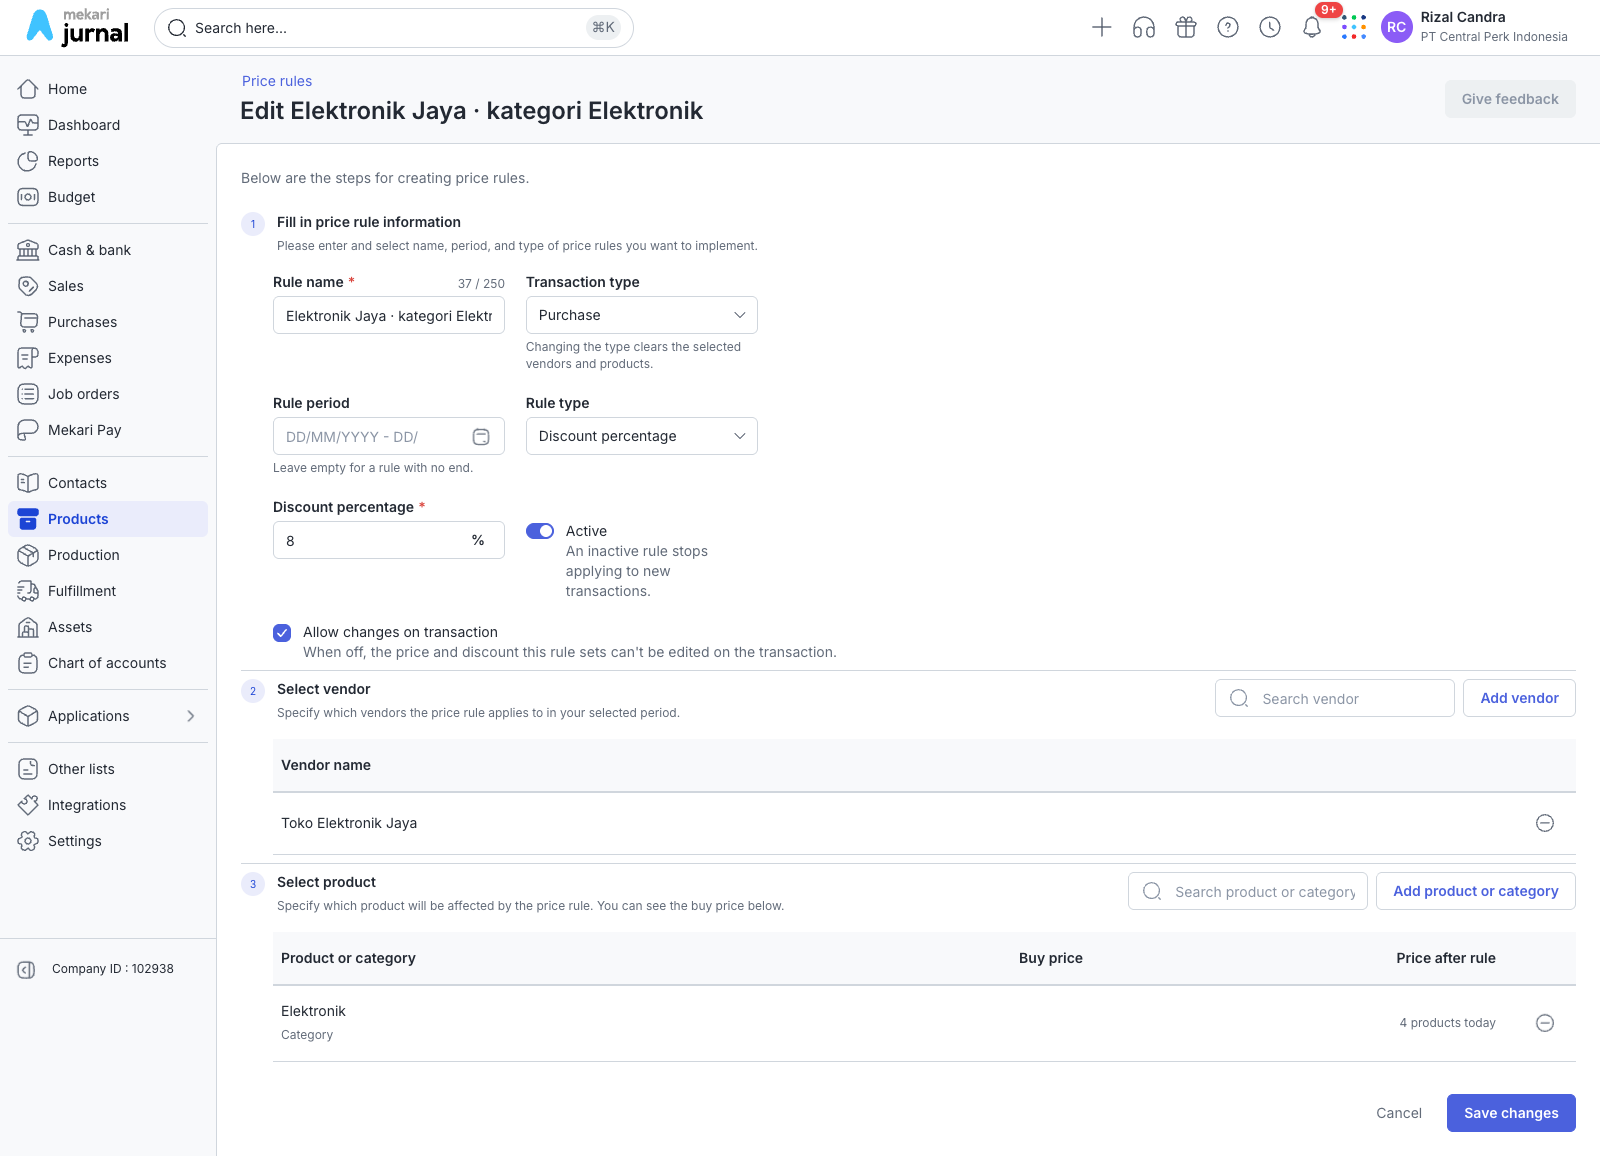 mekari
jurnal
Search here...
⌘K
9+
RC
Rizal Candra
PT Central Perk Indonesia
Home
Dashboard
Reports
Budget
Cash & bank
Sales
Purchases
Expenses
Job orders
Mekari Pay
Contacts
Products
Production
Fulfillment
Assets
Chart of accounts
Applications
Other lists
Integrations
Settings
Company ID : 102938
Price rules
Edit Elektronik Jaya · kategori Elektronik
Give feedback
Below are the steps for creating price rules.
1
Fill in price rule information
Please enter and select name, period, and type of price rules you want to implement.
Rule name *
37 / 250
Elektronik Jaya · kategori Elektr
Transaction type
Purchase
Changing the type clears the selected
vendors and products.
Rule period
DD/MM/YYYY - DD/
Leave empty for a rule with no end.
Rule type
Discount percentage
Discount percentage *
8
%
Active
An inactive rule stops
applying to new
transactions.
Allow changes on transaction
When off, the price and discount this rule sets can't be edited on the transaction.
2
Select vendor
Specify which vendors the price rule applies to in your selected period.
Search vendor
Add vendor
Vendor name
Toko Elektronik Jaya
3
Select product
Specify which product will be affected by the price rule. You can see the buy price below.
Search product or category
Add product or category
Product or category
Buy price
Price after rule
Elektronik
Category
4 products today
Cancel
Save changes